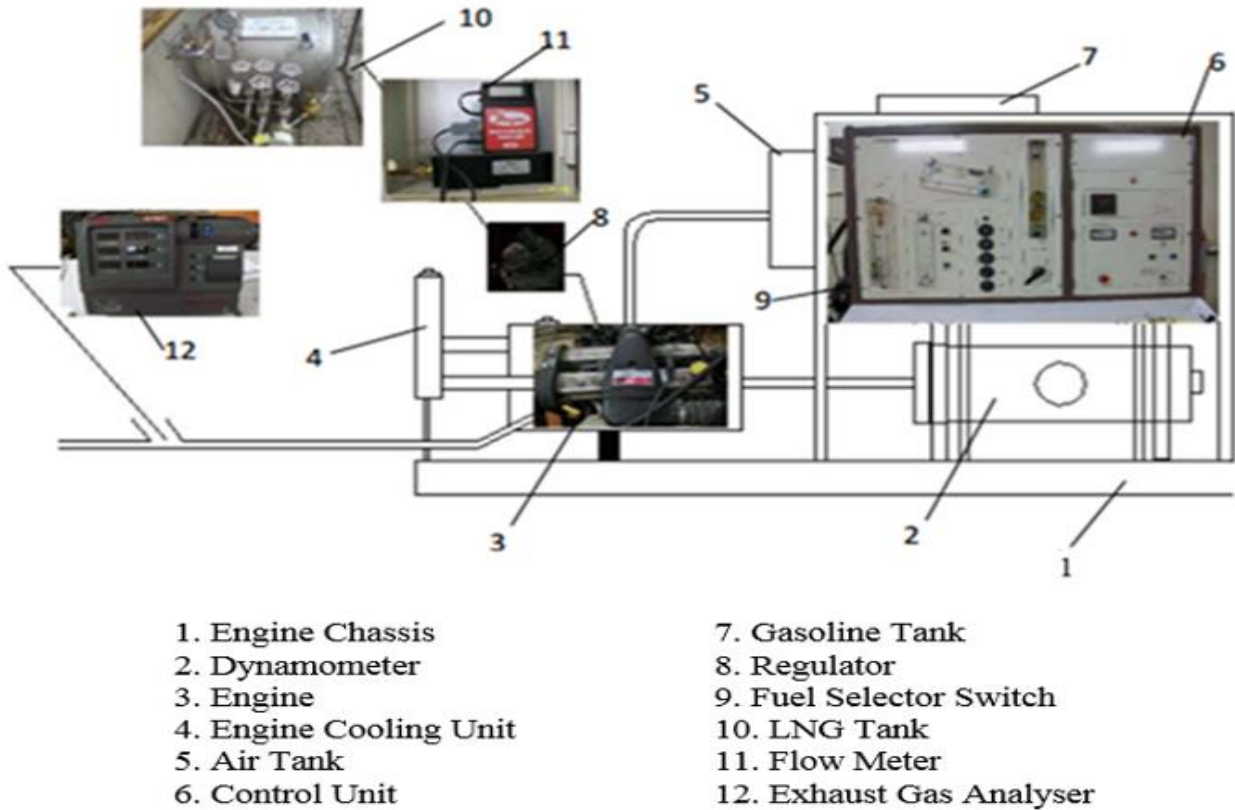 10
11
7
6
5
8
9
4
12
3
2
1
1. Engine Chassis
2. Dynamometer
3. Engine
4. Engine Cooling Unit
5. Air Tank
6. Control Unit
7. Gasoline Tank
8. Regulator
9. Fuel Selector Switch
10. LNG Tank
11. Flow Meter
12. Exhaust Gas Analyser